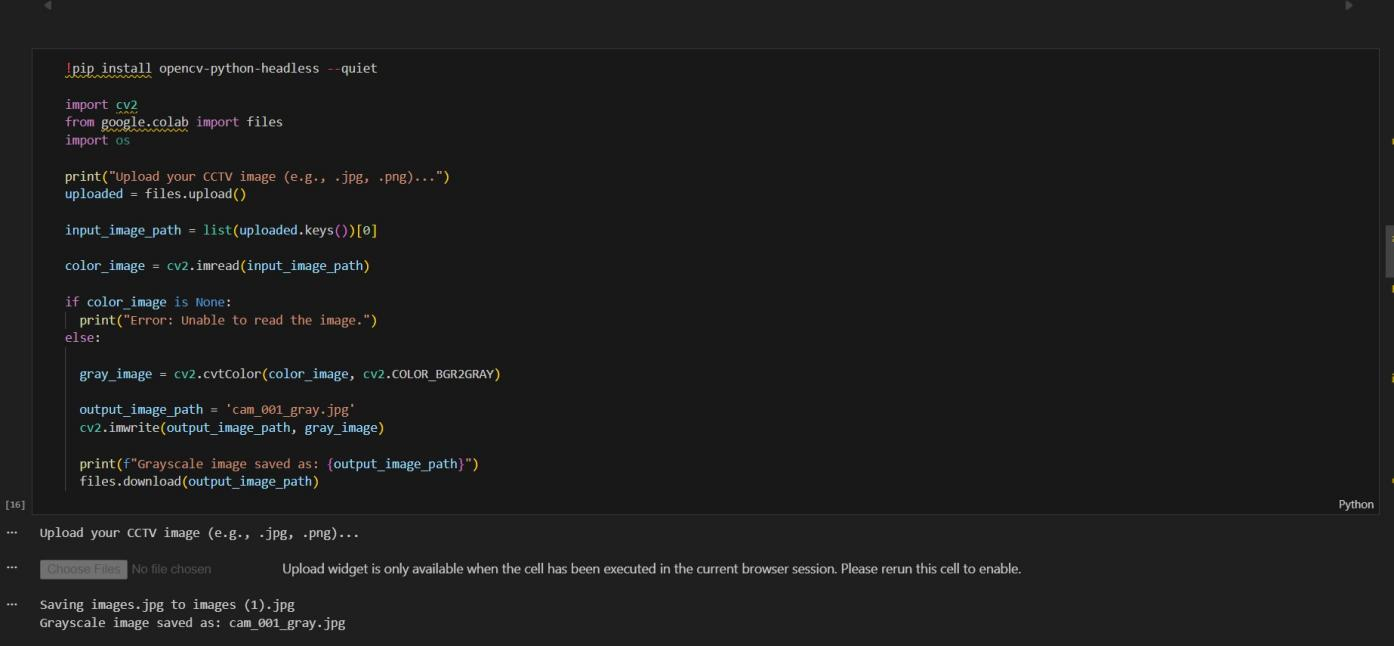 !pip install opencv-python-headless --quiet
import cv2
from google.colab import files
import os
print("Upload your CCTV image (e.g., .jpg, .png)...")
uploaded = files.upload()
input_image_path = list(uploaded.keys())[0]
color_image = cv2.imread(input_image_path)
if color_image is None:
print("Error: Unable to read the image.")
else:
gray_image = cv2.cvtColor(color_image, cv2.COLOR_BGR2GRAY)
output_image_path = 'cam_001_gray.jpg'
cv2.imwrite(output_image_path, gray_image)
print(f"Grayscale image saved as: {output_image_path}")
files.download(output_image_path)
[16]
Python
... Upload your CCTV image (e.g., .jpg, .png)...
... Choose Files No file chosen Upload widget is only available when the cell has been executed in the current browser session. Please rerun this cell to enable.
... Saving images.jpg to images (1).jpg
Grayscale image saved as: cam_001_gray.jpg